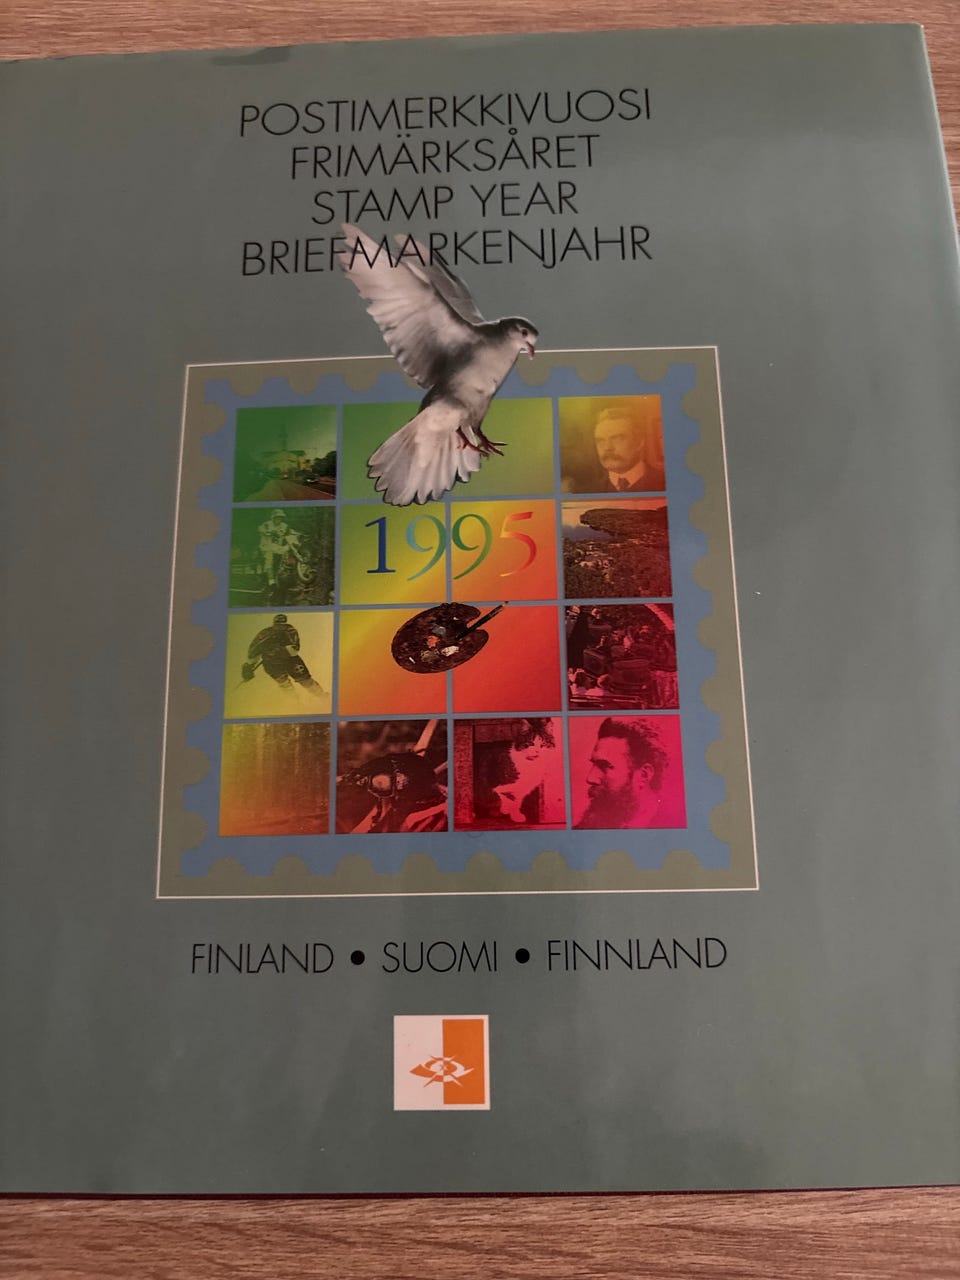 POSTIMERKKIVUOSI
FRIMÄRKSÅRET
STAMP YEAR
BRIEFMARKENJAHR
1995
FINLAND • SUOMI • FINNLAND